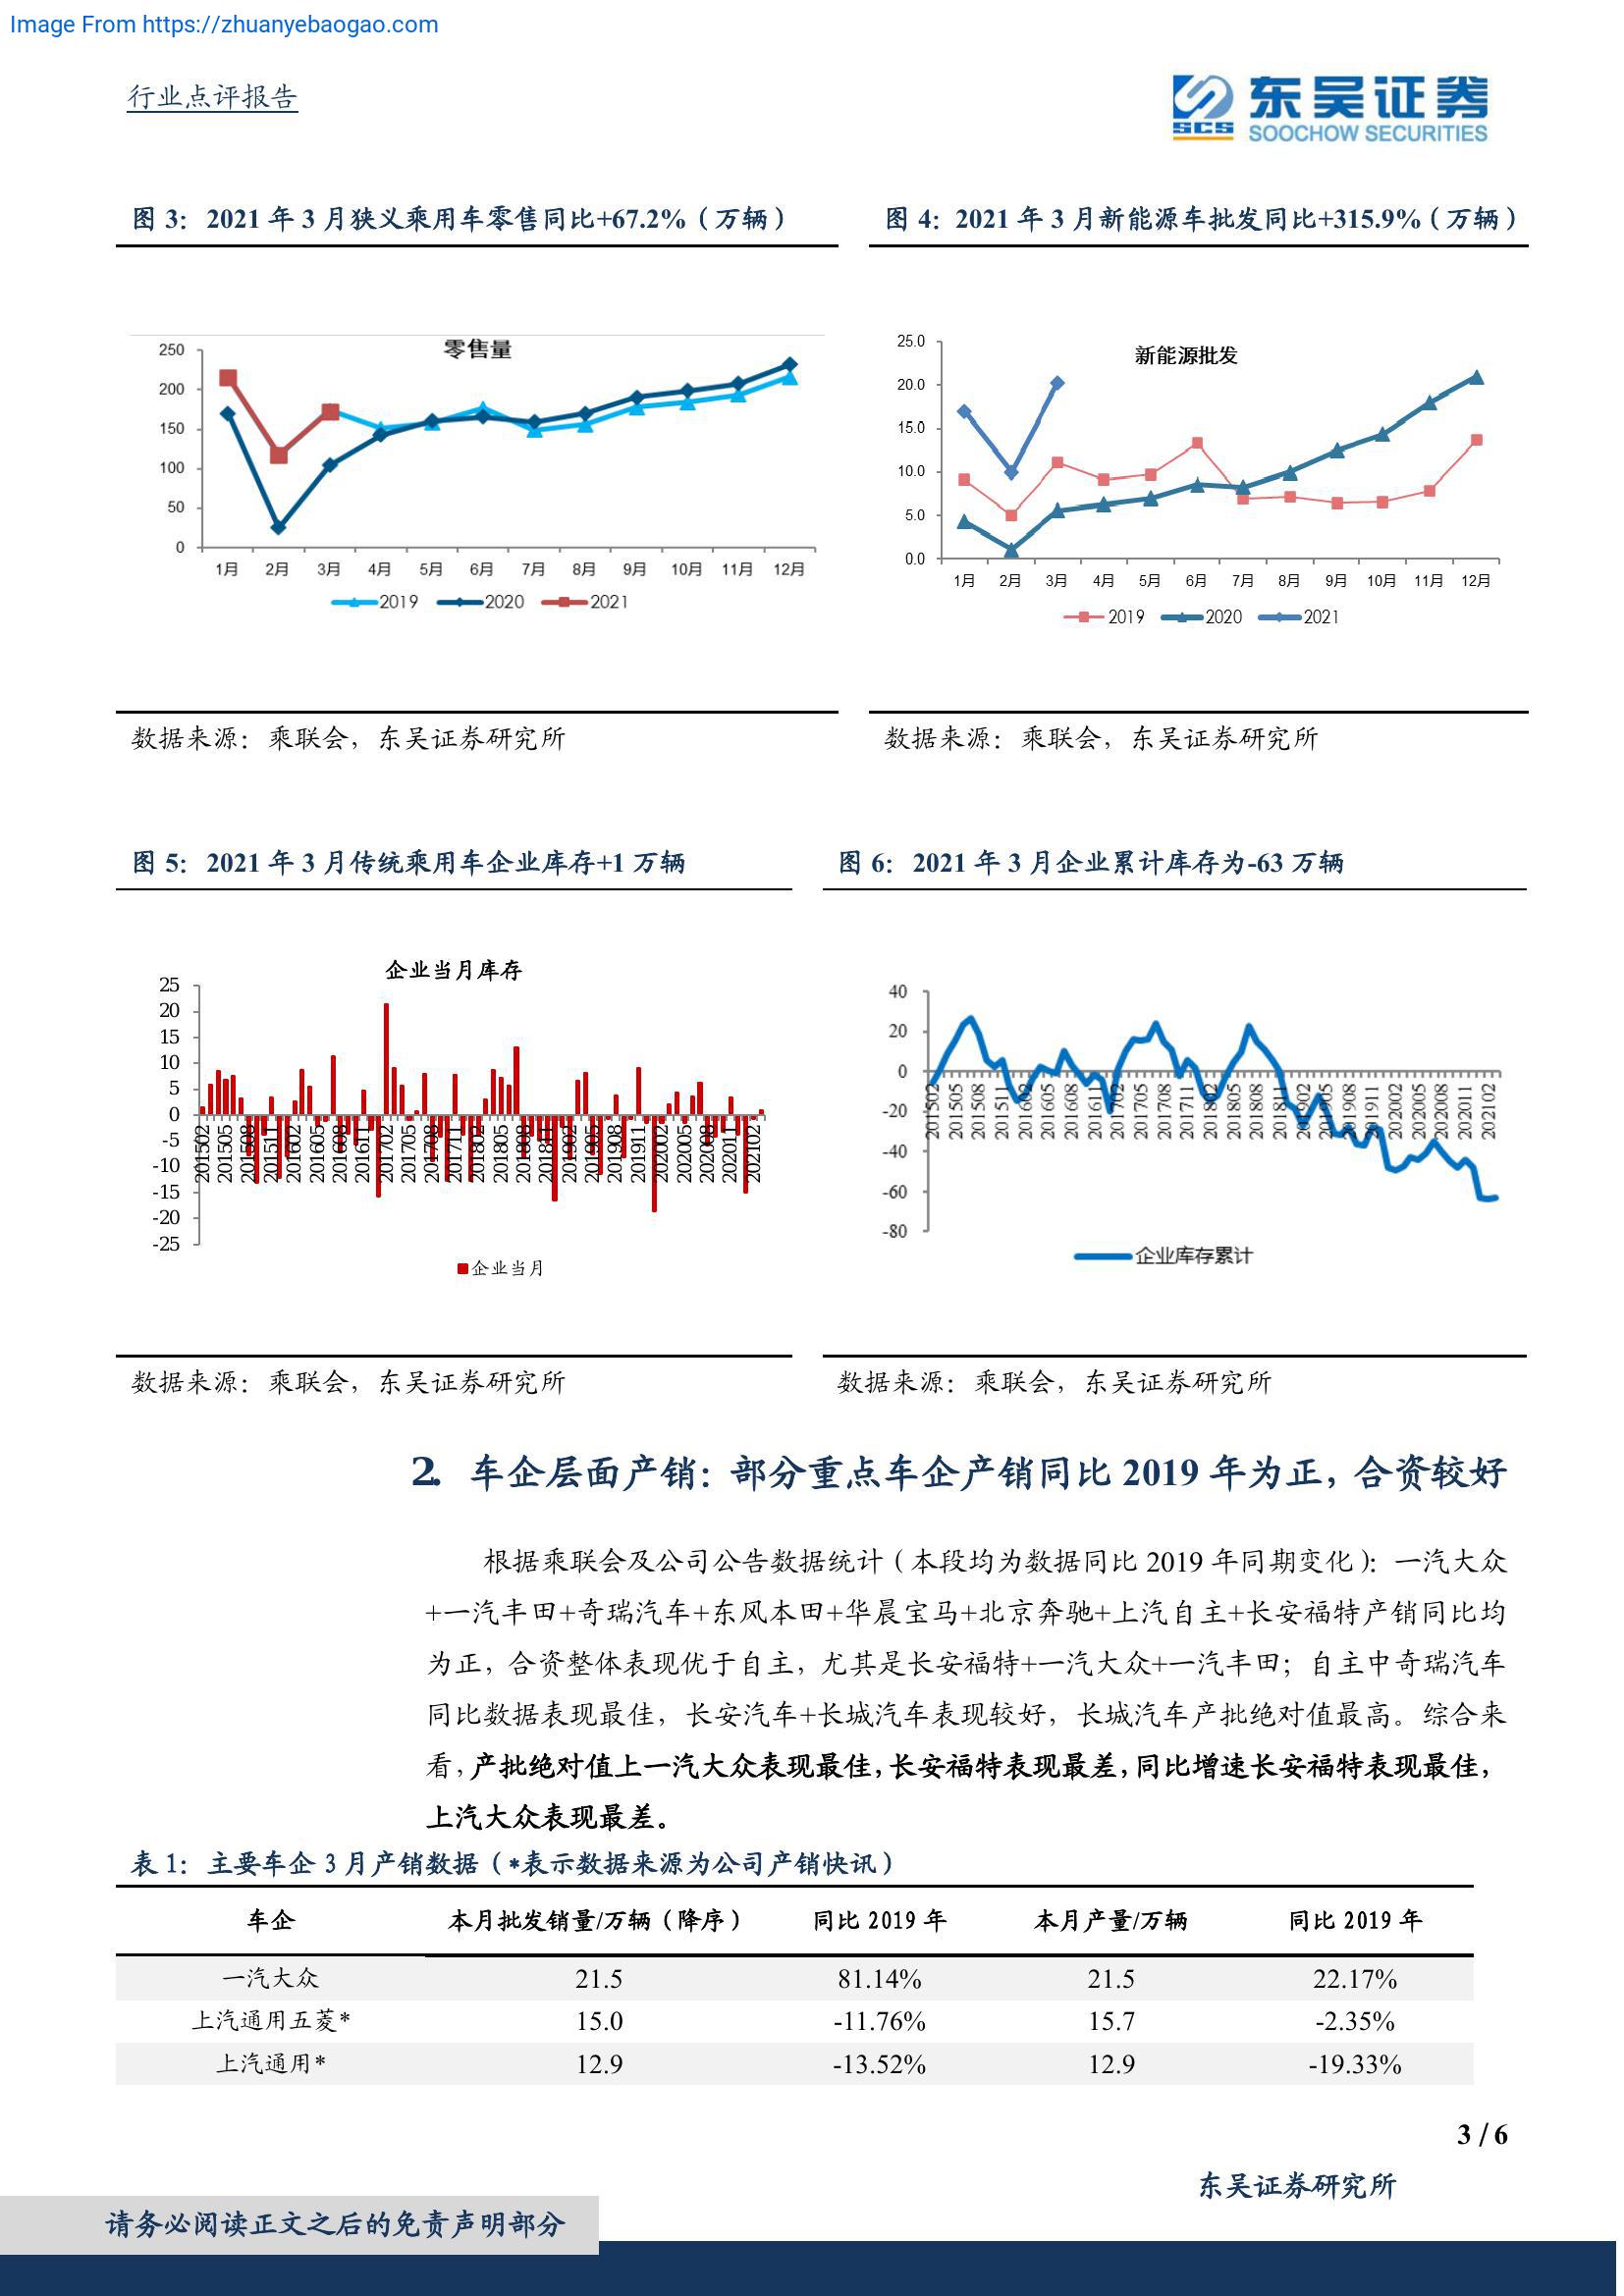 Image From https://zhuanyebaogao.com
行业点评报告
SCS
东吴证券
SOOCHOW SECURITIES
图 3：2021 年 3 月狭义乘用车零售同比+67.2%（万辆）
零售量
250
200
150
100
50
0
1月 2月 3月 4月 5月 6月 7月 8月 9月 10月 11月 12月
2019 2020 2021
数据来源：乘联会，东吴证券研究所
图 4：2021 年 3 月新能源车批发同比+315.9%（万辆）
新能源批发
25.0
20.0
15.0
10.0
5.0
0.0
1月 2月 3月 4月 5月 6月 7月 8月 9月 10月 11月 12月
2019 2020 2021
数据来源：乘联会，东吴证券研究所
图 5：2021 年 3 月传统乘用车企业库存+1 万辆
企业当月库存
25
20
15
10
5
0
-5
-10
-15
-20
-25
201502 201505 201508 201511 201602 201605 201608 201611 201702 201705 201708 201711 201802 201805 201808 201811 201902 201905 201908 201911 202002 202005 202008 202011 202102
企业当月
数据来源：乘联会，东吴证券研究所
图 6：2021 年 3 月企业累计库存为-63 万辆
40
20
0
-20
-40
-60
-80
201502 201505 201508 201511 201602 201605 201608 201611 201702 201705 201708 201711 201802 201805 201808 201811 201902 201905 201908 201911 202002 202005 202008 202011 202102
企业库存累计
数据来源：乘联会，东吴证券研究所
2. 车企层面产销：部分重点车企产销同比 2019 年为正，合资较好
根据乘联会及公司公告数据统计（本段均为数据同比 2019 年同期变化）：一汽大众
+一汽丰田+奇瑞汽车+东风本田+华晨宝马+北京奔驰+上汽自主+长安福特产销同比均
为正，合资整体表现优于自主，尤其是长安福特+一汽大众+一汽丰田；自主中奇瑞汽车
同比数据表现最佳，长安汽车+长城汽车表现较好，长城汽车产批绝对值最高。综合来
看，产批绝对值上一汽大众表现最佳，长安福特表现最差，同比增速长安福特表现最佳，
上汽大众表现最差。
表 1：主要车企 3 月产销数据（*表示数据来源为公司产销快讯）
车企 本月批发销量/万辆（降序） 同比 2019 年 本月产量/万辆 同比 2019 年
一汽大众 21.5 81.14% 21.5 22.17%
上汽通用五菱* 15.0 -11.76% 15.7 -2.35%
上汽通用* 12.9 -13.52% 12.9 -19.33%
3 / 6
东吴证券研究所
请务必阅读正文之后的免责声明部分